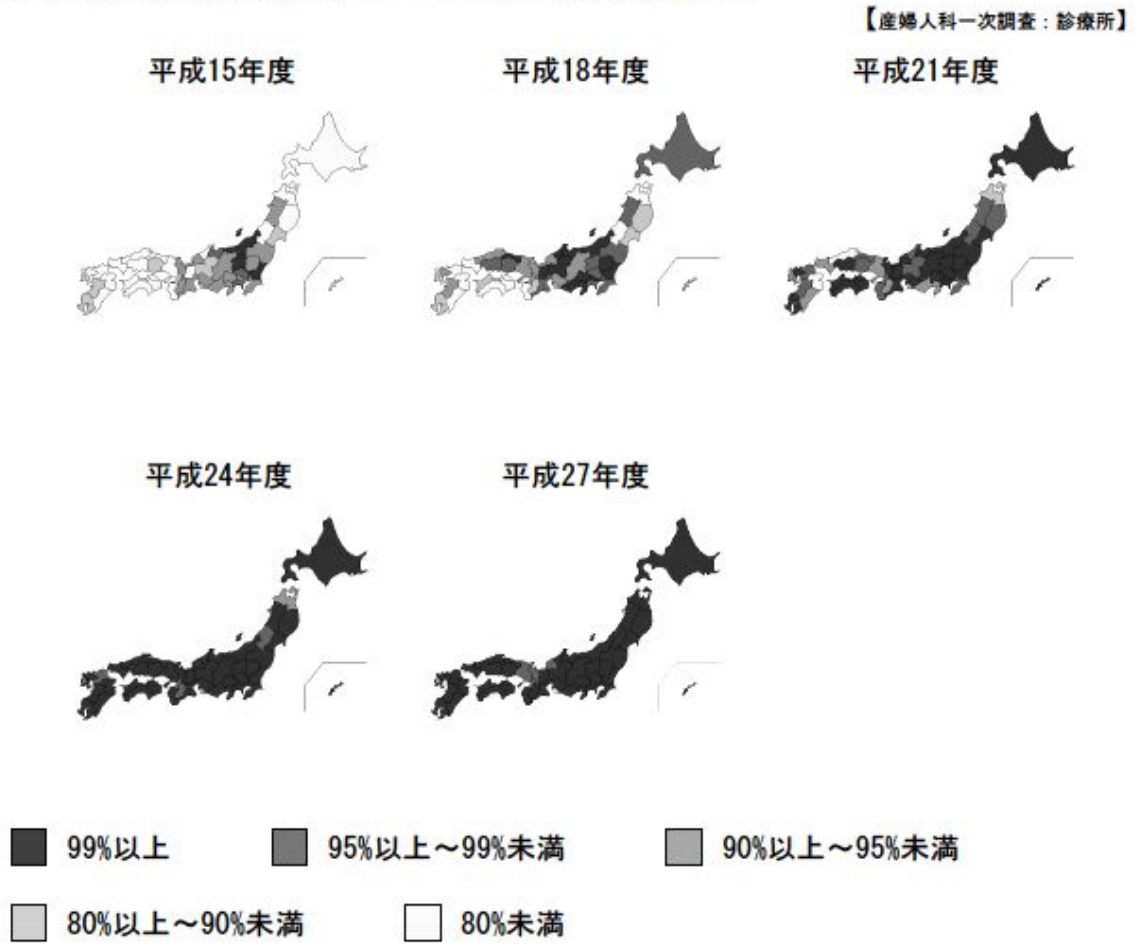 【産婦人科一次調査：診療所】
平成15年度 平成18年度 平成21年度
平成24年度 平成27年度
99%以上 95%以上～99%未満 90%以上～95%未満
80%以上～90%未満 80%未満